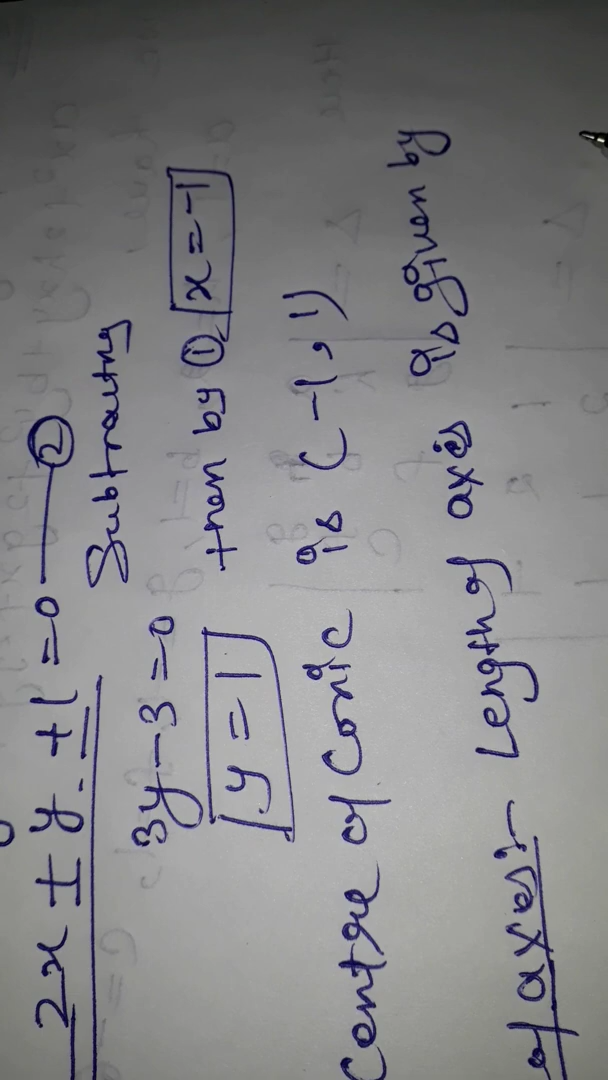 2x ± y ± 1 = 0 — ②
Subtracting
3y - 3 = 0
y = 1 then by ① x = -1
Centre of conic is (-1, 1)
of axes :- Length of axis is given by